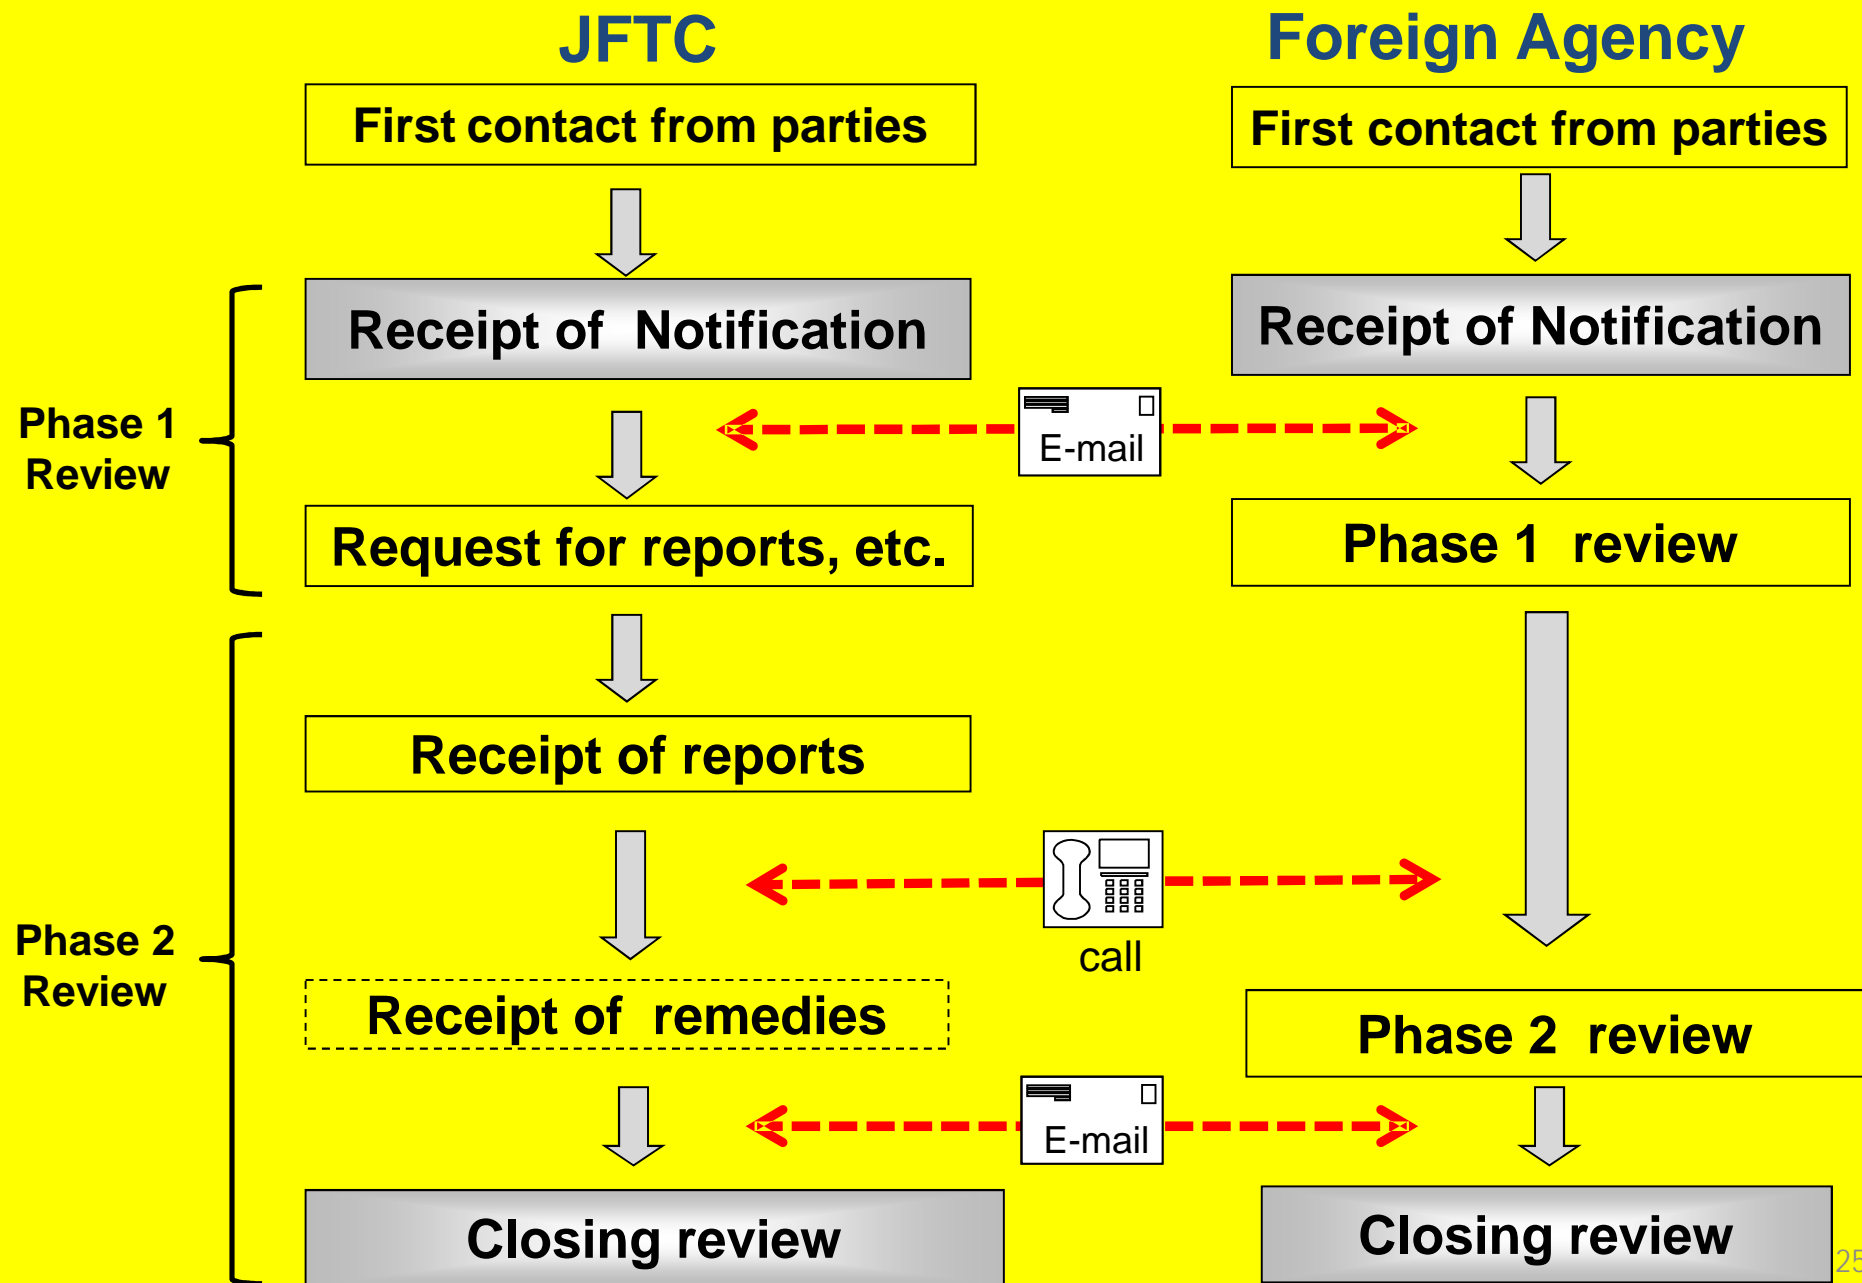 JFTC
Foreign Agency
First contact from parties
First contact from parties
Receipt of Notification
Receipt of Notification
Phase 1
Review
E-mail
Request for reports, etc.
Phase 1 review
Receipt of reports
call
Phase 2
Review
Receipt of remedies
Phase 2 review
E-mail
Closing review
Closing review
25